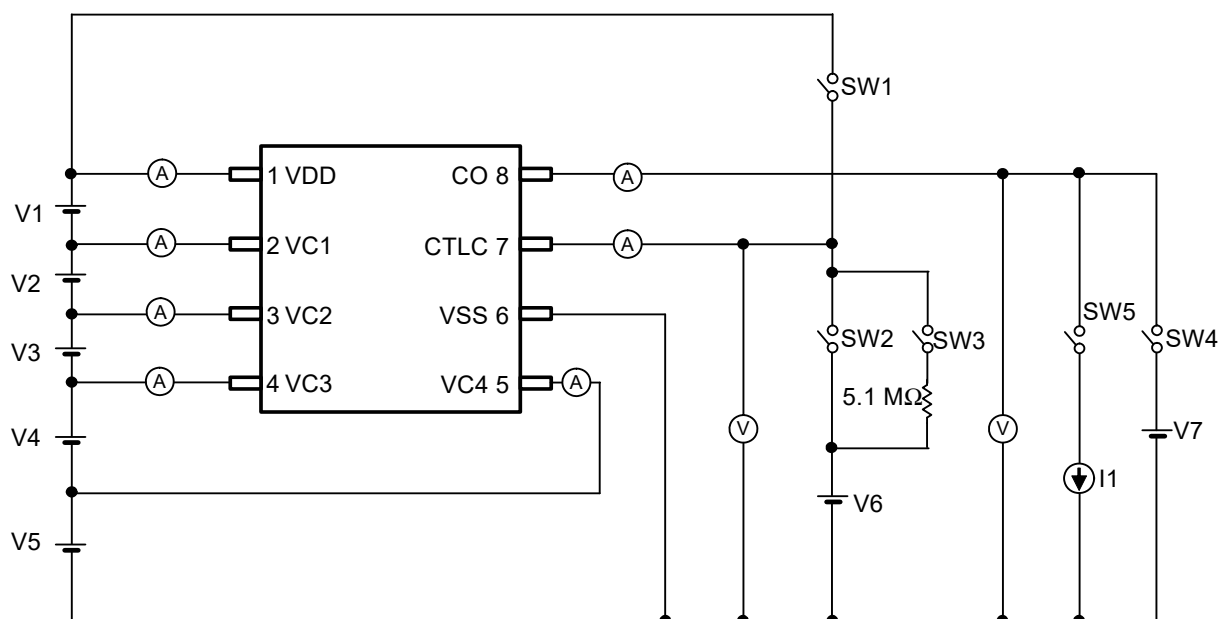 SW1
A
1 VDD
CO 8
A
V1
A
2 VC1
CTLC 7
A
V2
A
3 VC2
VSS 6
SW2
SW3
SW5
SW4
V3
A
4 VC3
VC4 5
A
5.1 MΩ
V4
V
V
V7
I1
V6
V5